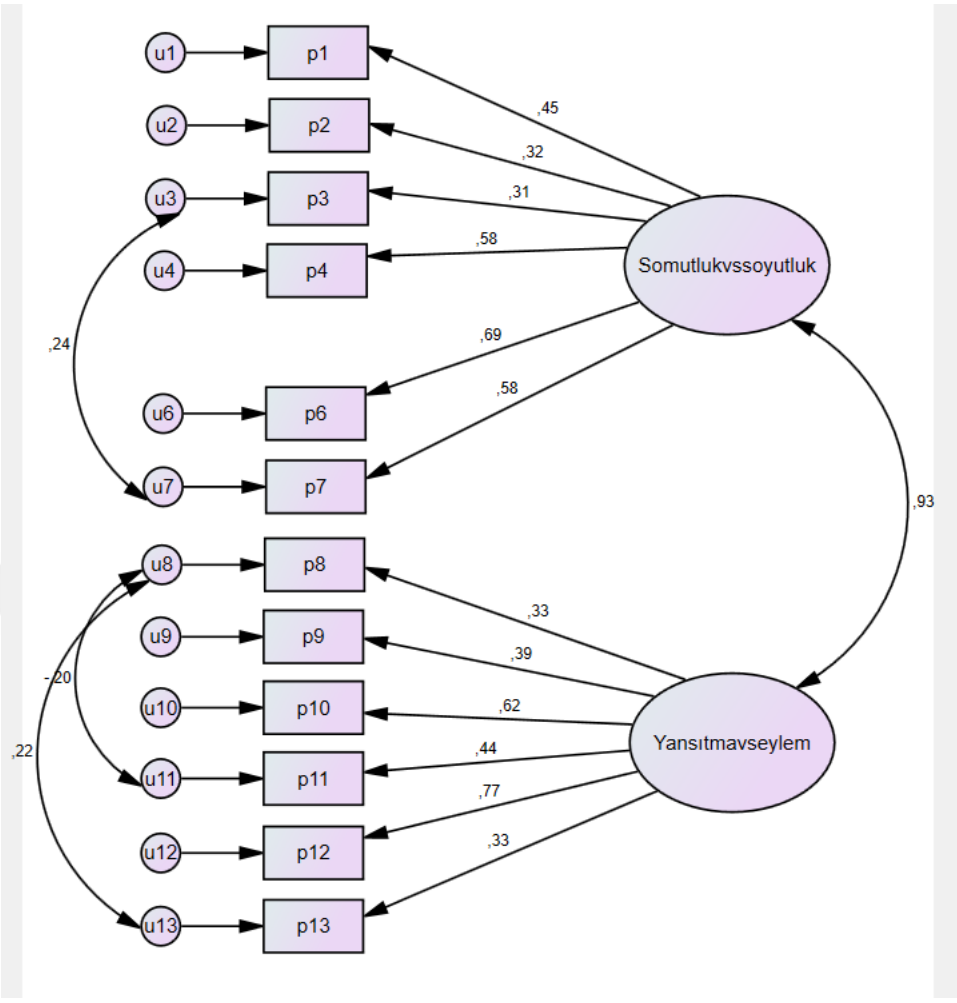 u1
p1
,45
u2
p2
,32
u3
p3
,31
u4
p4
,58
Somutlukvssoyutluk
,24
,69
u6
p6
,58
u7
p7
,93
u8
p8
,33
u9
p9
,39
-,20
u10
p10
,62
Yansıtmavseylem
,22
u11
p11
,44
,77
u12
p12
,33
u13
p13